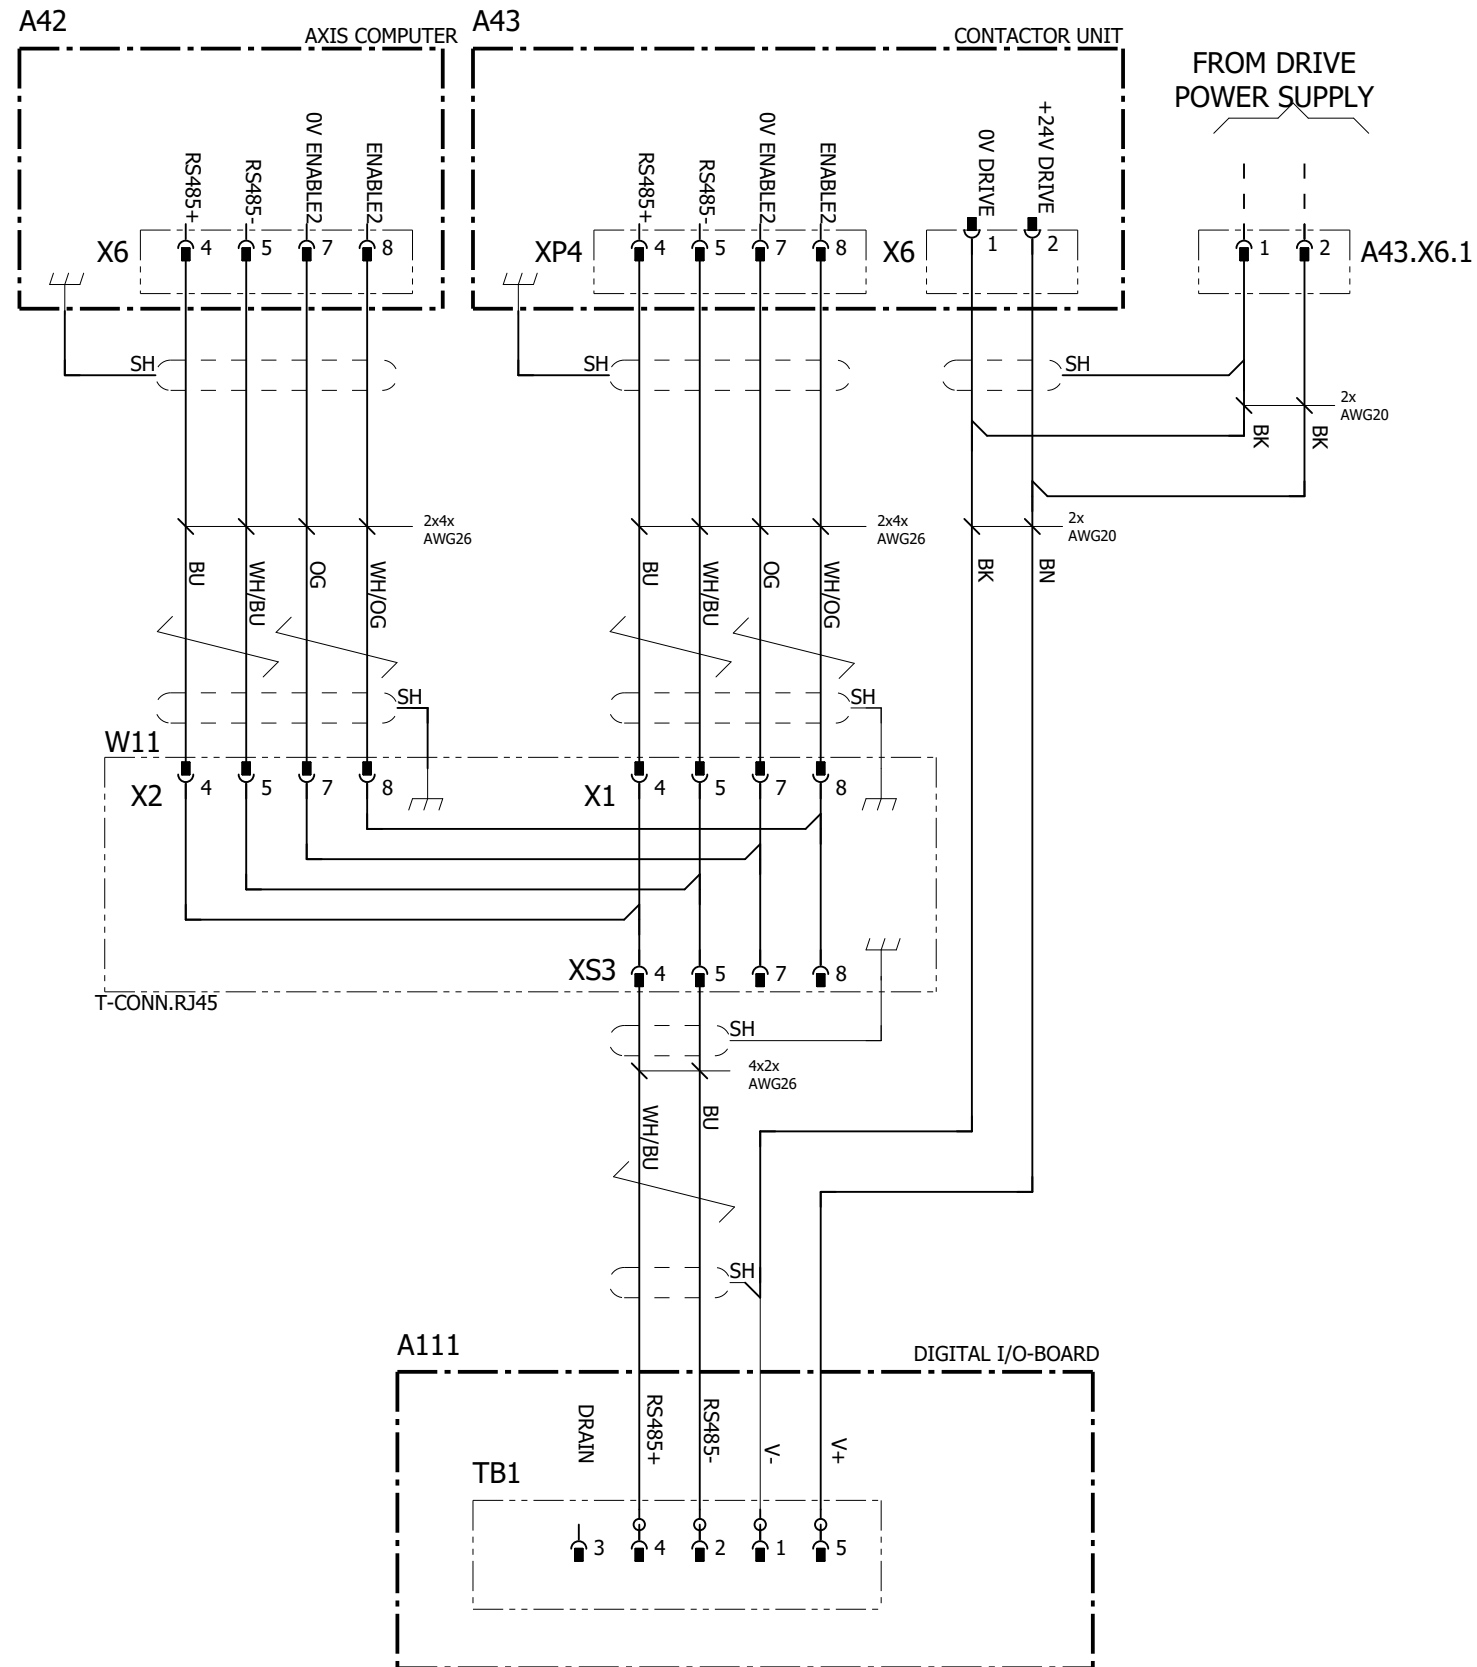 A42
AXIS COMPUTER
A43
CONTACTOR UNIT
FROM DRIVE
POWER SUPPLY
RS485+
RS485-
0V ENABLE2
ENABLE2
RS485+
RS485-
0V ENABLE2
ENABLE2
0V DRIVE
+24V DRIVE
X6
4
5
7
8
XP4
4
5
7
8
X6
1
2
1
2
A43.X6.1
SH
SH
SH
2x
AWG20
BK
BK
2x4x
AWG26
2x4x
AWG26
2x
AWG20
BU
WH/BU
OG
WH/OG
BU
WH/BU
OG
WH/OG
BK
BN
SH
SH
W11
X2
4
5
7
8
X1
4
5
7
8
XS3
4
5
7
8
T-CONN.RJ45
SH
4x2x
AWG26
WH/BU
BU
SH
A111
DIGITAL I/O-BOARD
DRAIN
RS485+
RS485-
V-
V+
TB1
3
4
2
1
5